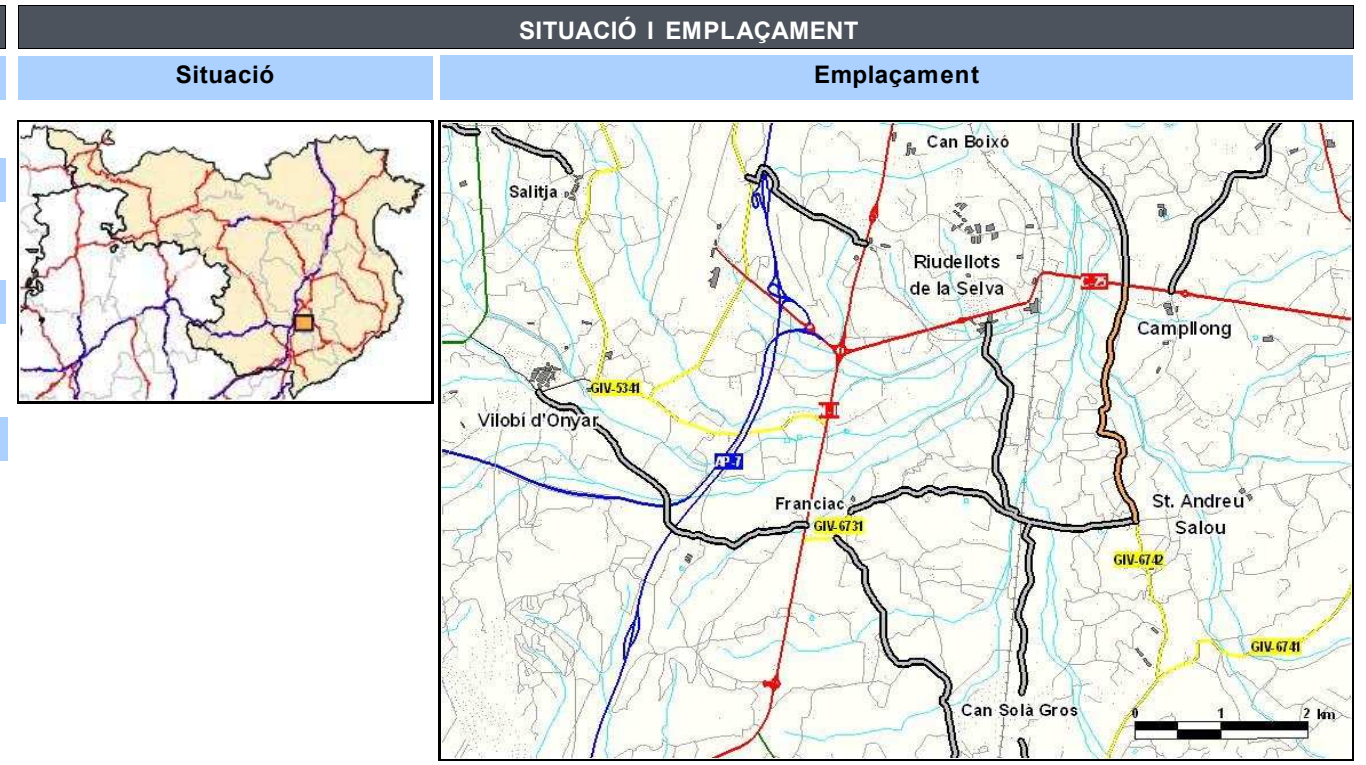 SITUACIÓ I EMPLAÇAMENT
Situació
Emplaçament
Can Boixó
Salitja
Riudellots
de la Selva
C-25
Campllong
GIV-5341
Vilobí d'Onyar
AP-7
Franciac
GIV-6731
St. Andreu
Salou
GIV-6742
GIV-6741
Can Solà Gros
0 1 2 km